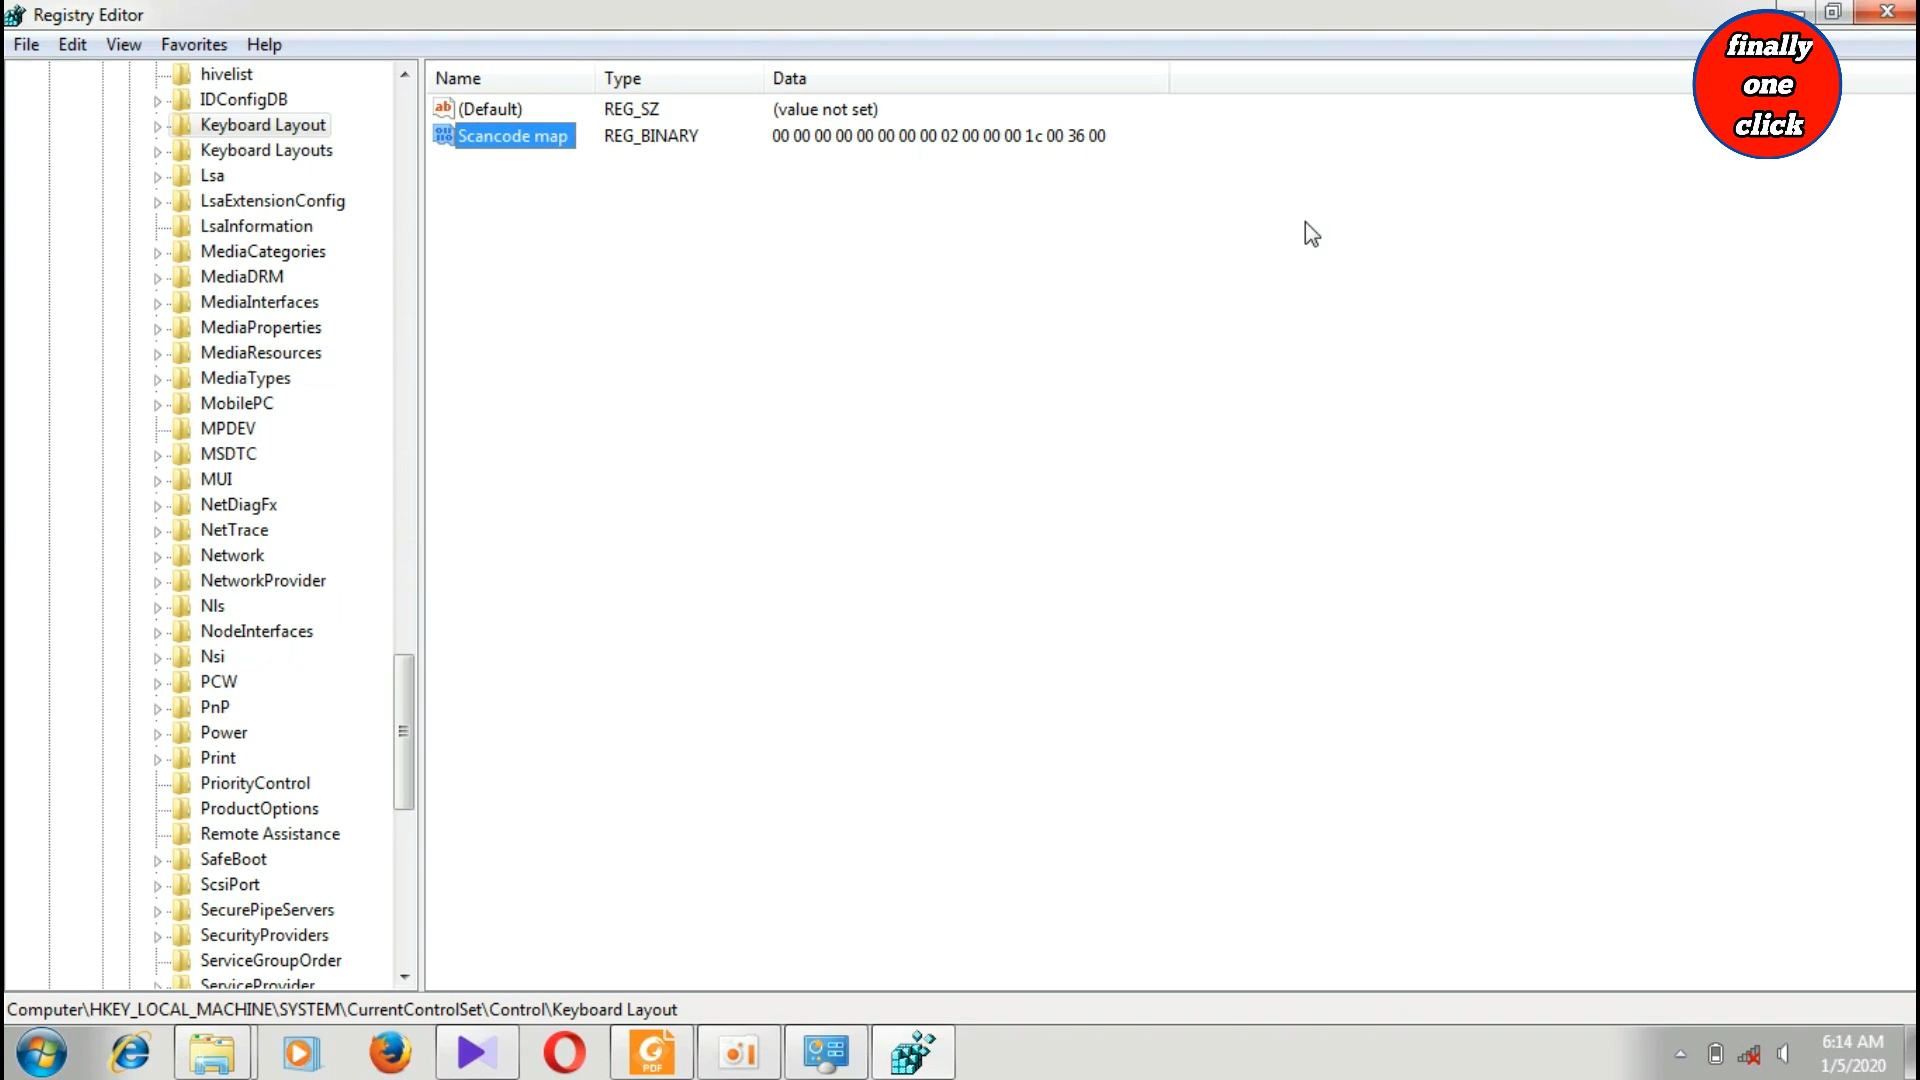 Registry Editor
File Edit View Favorites Help
finally
one
click
hivelist
IDConfigDB
Keyboard Layout
Keyboard Layouts
Lsa
LsaExtensionConfig
LsaInformation
MediaCategories
MediaDRM
MediaInterfaces
MediaProperties
MediaResources
MediaTypes
MobilePC
MPDEV
MSDTC
MUI
NetDiagFx
NetTrace
Network
NetworkProvider
Nls
NodeInterfaces
Nsi
PCW
PnP
Power
Print
PriorityControl
ProductOptions
Remote Assistance
SafeBoot
ScsiPort
SecurePipeServers
SecurityProviders
ServiceGroupOrder
ServiceProvider
Name Type Data
ab (Default) REG_SZ (value not set)
Scancode map REG_BINARY 00 00 00 00 00 00 00 00 02 00 00 00 1c 00 36 00
Computer\HKEY_LOCAL_MACHINE\SYSTEM\CurrentControlSet\Control\Keyboard Layout
PDF
6:14 AM
1/5/2020